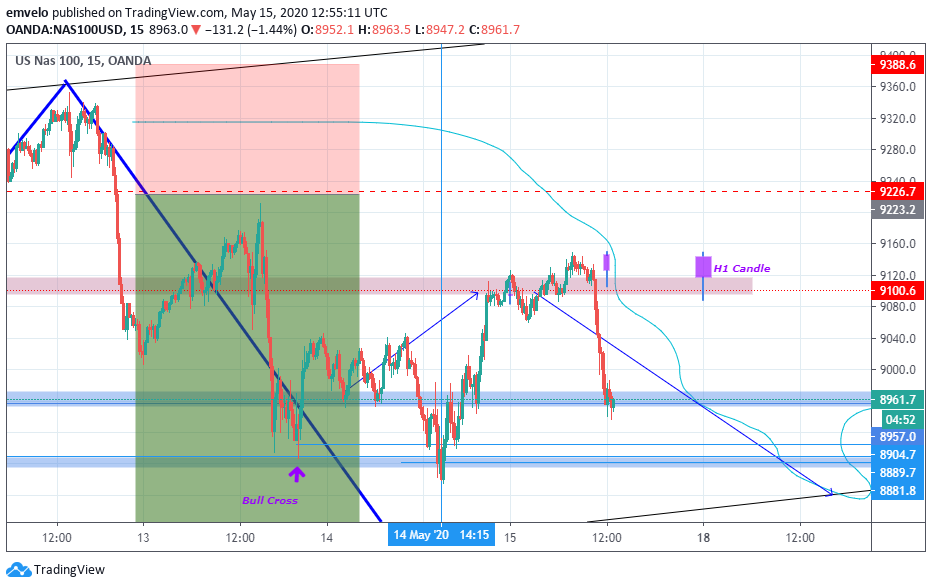 emvelo published on TradingView.com, May 15, 2020 12:55:11 UTC
OANDA:NAS100USD, 15 8963.0 ▼ −131.2 (−1.44%) O:8952.1 H:8963.5 L:8947.2 C:8961.7
US Nas 100, 15, OANDA
9400.0
9388.6
9360.0
9320.0
9280.0
9240.0
9226.7
9223.2
9160.0
9120.0
H1 Candle
9100.6
9080.0
9040.0
9000.0
8961.7
04:52
8957.0
8904.7
8889.7
8881.8
Bull Cross
12:00 13 12:00 14 14 May '20 14:15 15 12:00 18 12:00
TradingView